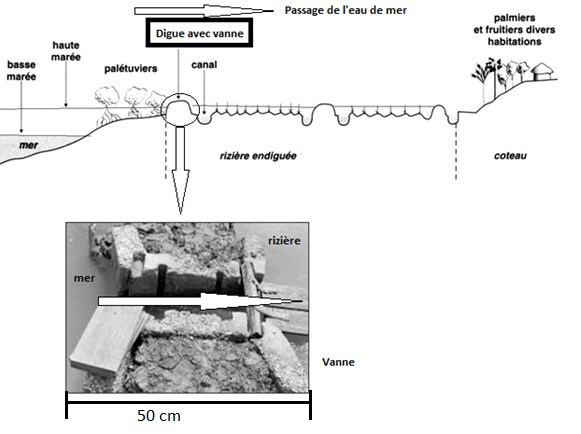 Passage de l'eau de mer
Digue avec vanne
palmiers
et fruitiers divers
habitations
haute
marée
basse
marée
palétuviers
canal
mer
rizière endiguée
coteau
rizière
mer
Vanne
50 cm